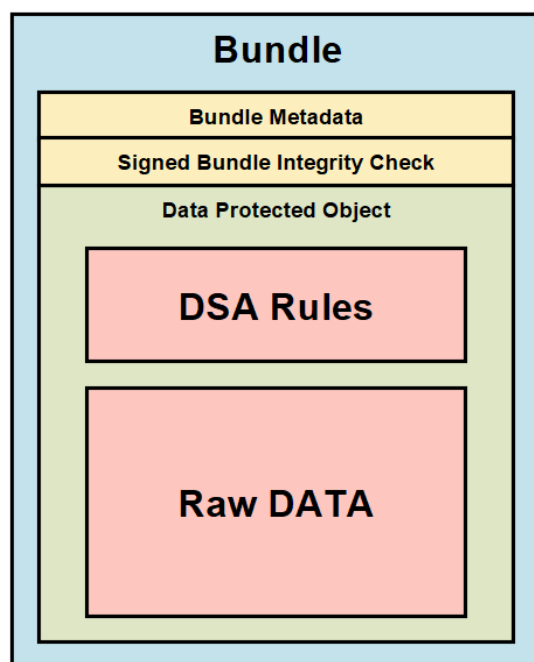 Bundle
Bundle Metadata
Signed Bundle Integrity Check
Data Protected Object
DSA Rules
Raw DATA